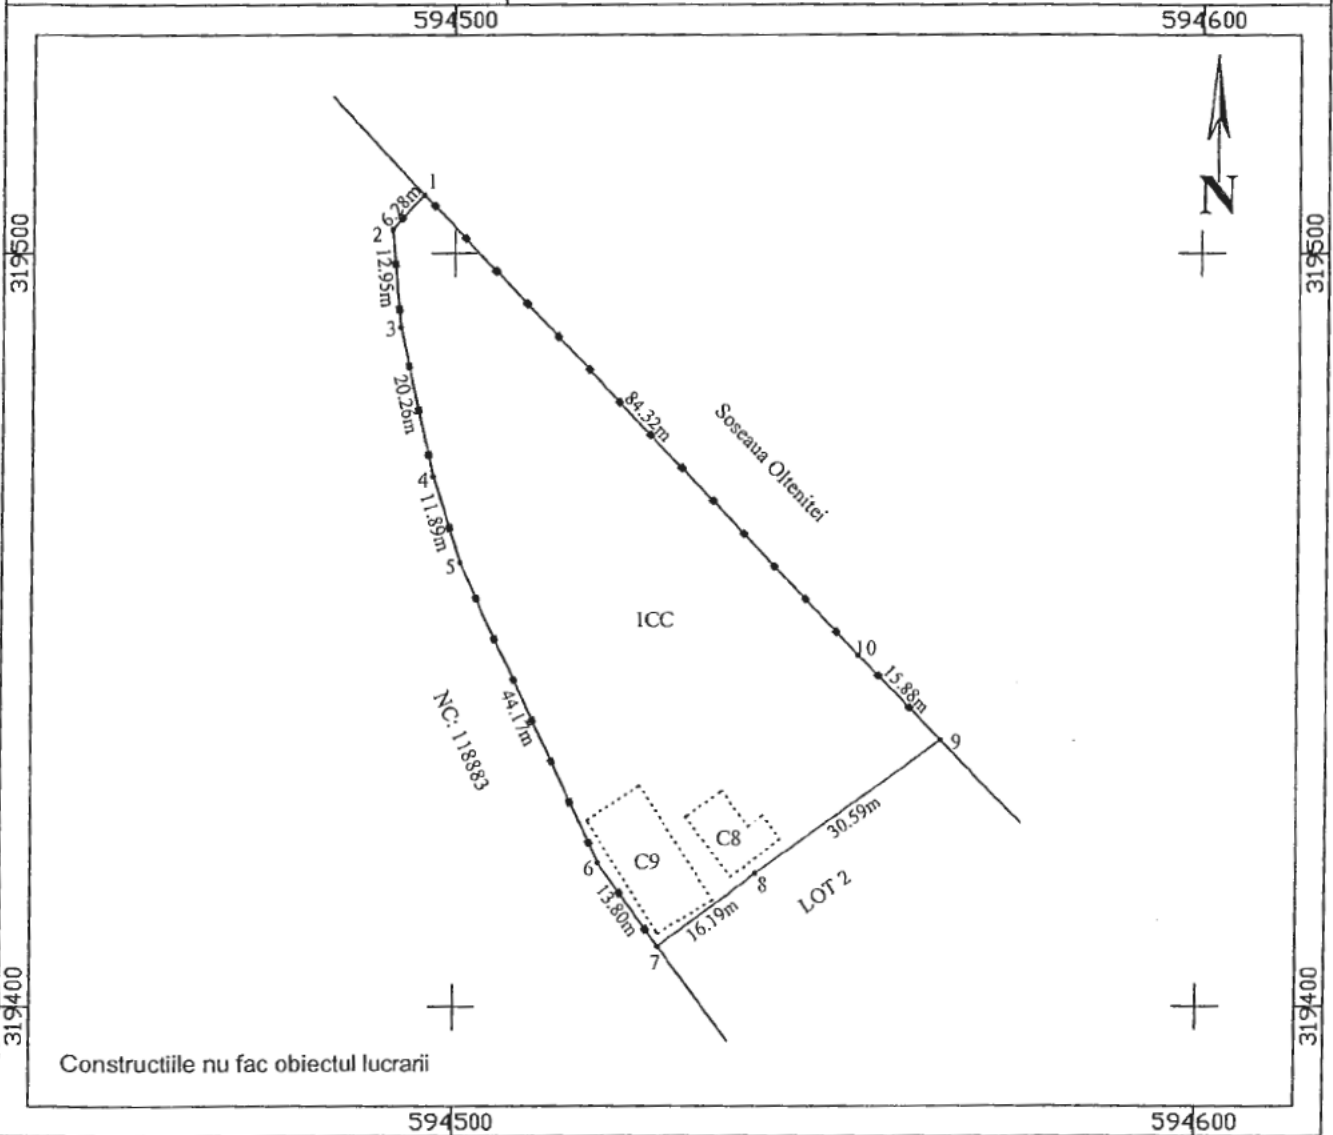 594500
594600
N
319500
319500
1
6.28m
2
12.95m
3
20.26m
84.32m
Soseaua Oltenitei
4
11.89m
5
1CC
10
15.88m
9
NC: 118883
44.17m
30.59m
C8
C9
6
8
LOT 2
13.80m
16.19m
7
319400
319400
Constructiile nu fac obiectul lucrarii
594500
594600